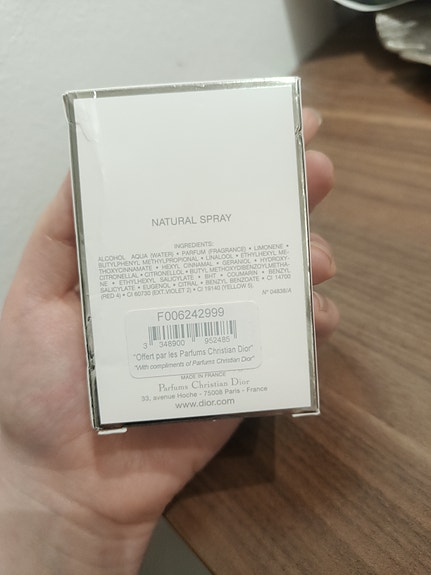 NATURAL SPRAY
INGREDIENTS:
ALCOHOL AQUA (WATER) • PARFUM (FRAGRANCE) • LIMONENE •
BUTYLPHENYL METHYLPROPIONAL • LINALOOL • ETHYLHEXYL ME-
THOXYCINNAMATE • HEXYL CINNAMAL • GERANIOL • HYDROXY-
CITRONELLAL • CITRONELLOL • BUTYL METHOXYDIBENZOYLMETHA-
NE • ETHYLHEXYL SALICYLATE • BHT • COUMARIN • BENZYL
SALICYLATE • EUGENOL • CITRAL • BENZYL BENZOATE • CI 14700
(RED 4) • CI 60730 (EXT.VIOLET 2) • CI 19140 (YELLOW 5)
N° 04838/A
F006242999
3 348900 952485
"Offert par les Parfums Christian Dior"
"With compliments of Parfums Christian Dior"
MADE IN FRANCE
Parfums Christian Dior
33, avenue Hoche - 75008 Paris - France
www.dior.com